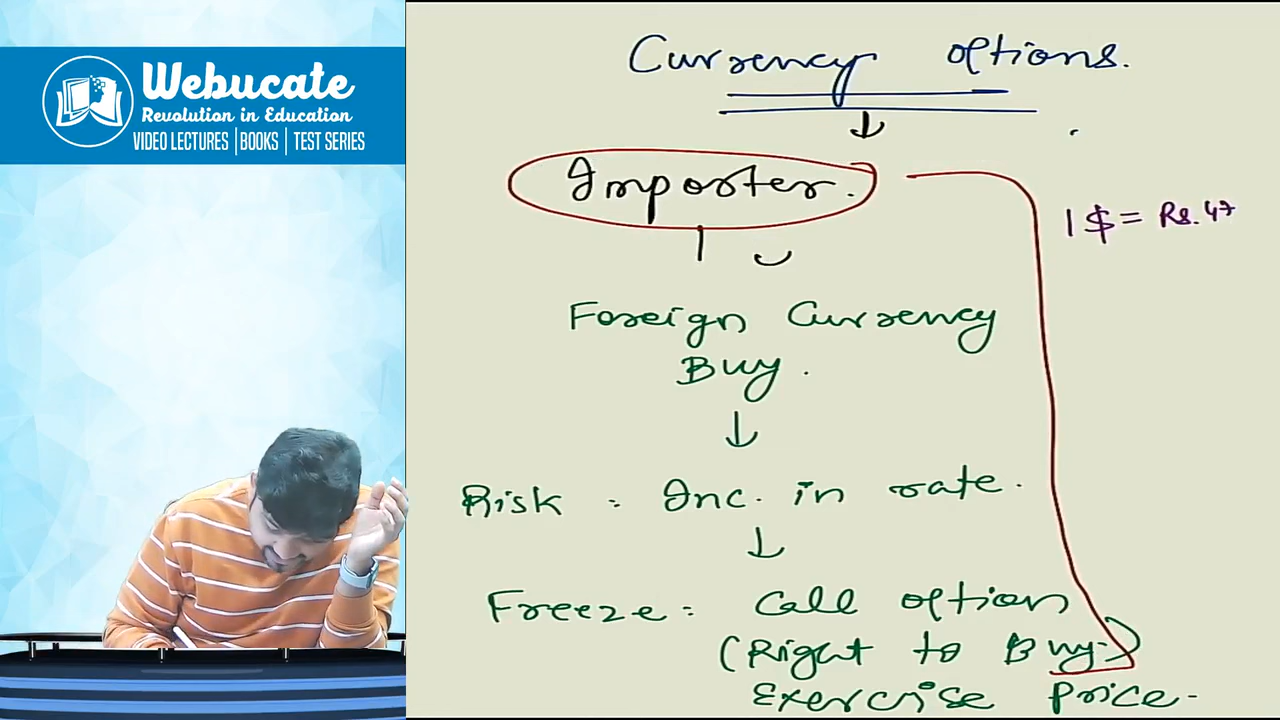 Webucate
Revolution in Education
VIDEO LECTURES | BOOKS | TEST SERIES
Currency options.
Importer.
1 $ = Rs. 47
Foreign Currency
Buy.
Risk : Inc. in rate.
Freeze : Call option
(Right to Buy)
Exercise Price